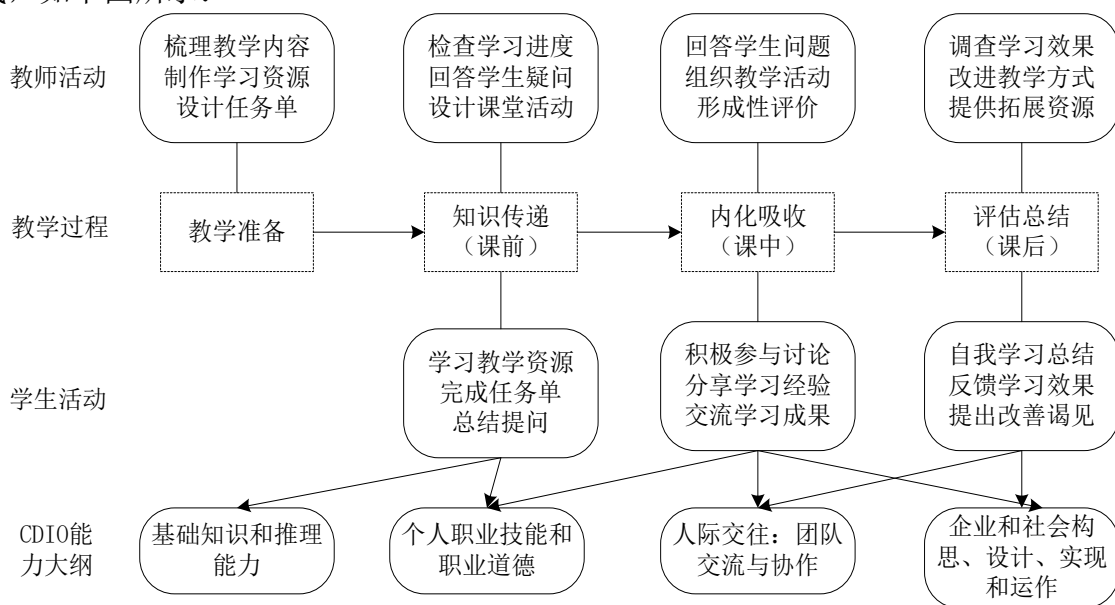 梳理教学内容
制作学习资源
设计任务单
检查学习进度
回答学生疑问
设计课堂活动
回答学生问题
组织教学活动
形成性评价
调查学习效果
改进教学方式
提供拓展资源
教师活动
教学过程
教学准备
知识传递
（课前）
内化吸收
（课中）
评估总结
（课后）
学生活动
学习教学资源
完成任务单
总结提问
积极参与讨论
分享学习经验
交流学习成果
自我学习总结
反馈学习效果
提出改善谒见
CDIO能
力大纲
基础知识和推理
能力
个人职业技能和
职业道德
人际交往：团队
交流与协作
企业和社会构
思、设计、实现
和运作